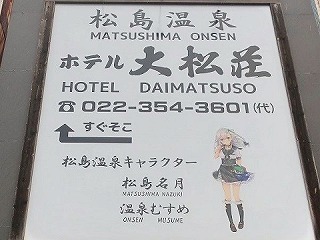 松島温泉
MATSUSHIMA ONSEN
ホテル 大松荘
HOTEL DAIMATSUSO
☎022-354-3601(代)
すぐそこ
松島温泉キャラクター
松島名月
MATSUSHIMA NAZUKI
温泉むすめ
ONSEN MUSUME